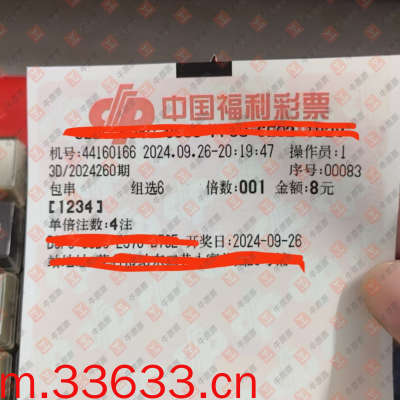 中国福利彩票
机号:44160166 2024.09.26-20:19:47 操作员:1
3D/2024260期 序号:00083
包串 组选6 倍数:001 金额:8元
[1234]
单倍注数:4注
开奖日:2024-09-26
m.33633.cn